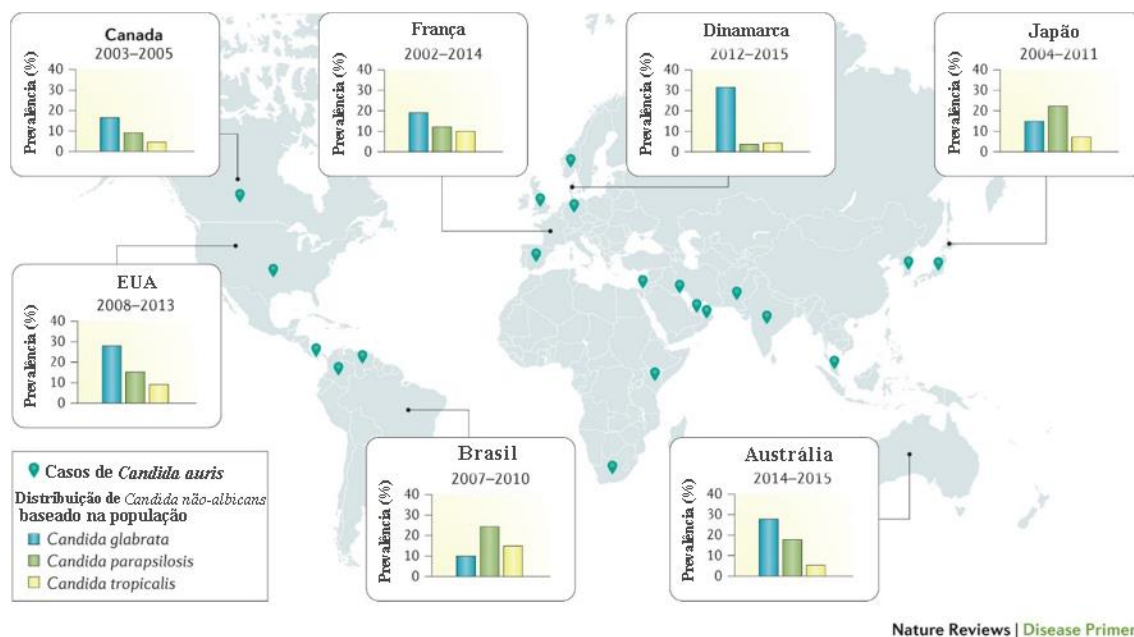 Canada
2003–2005
Prevalência (%)
40
30
20
10
0
França
2002–2014
Prevalência (%)
40
30
20
10
0
Dinamarca
2012–2015
Prevalência (%)
40
30
20
10
0
Japão
2004–2011
Prevalência (%)
40
30
20
10
0
EUA
2008–2013
Prevalência (%)
40
30
20
10
0
Brasil
2007–2010
Prevalência (%)
40
30
20
10
0
Austrália
2014–2015
Prevalência (%)
40
30
20
10
0
Casos de Candida auris
Distribuição de Candida não-albicans
baseado na população
Candida glabrata
Candida parapsilosis
Candida tropicalis
Nature Reviews | Disease Primer